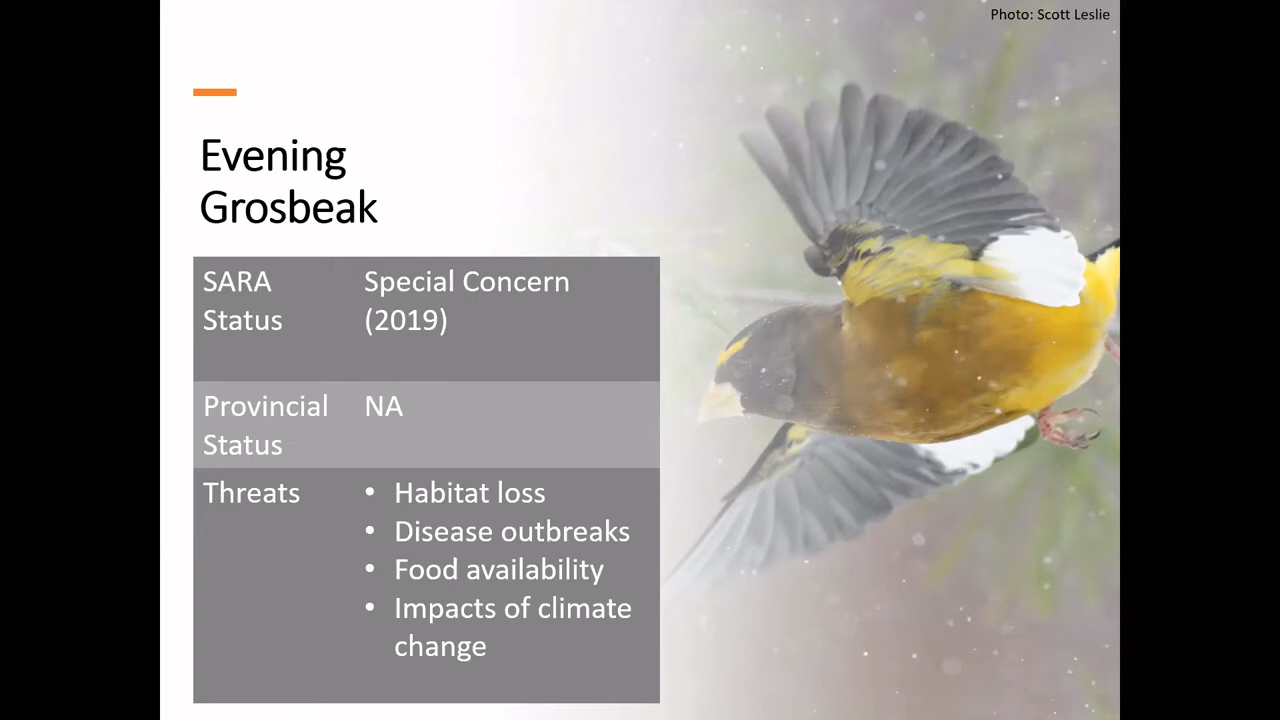 Photo: Scott Leslie
Evening
Grosbeak
SARA
Status
Special Concern
(2019)
Provincial
Status
NA
Threats
• Habitat loss
• Disease outbreaks
• Food availability
• Impacts of climate
change